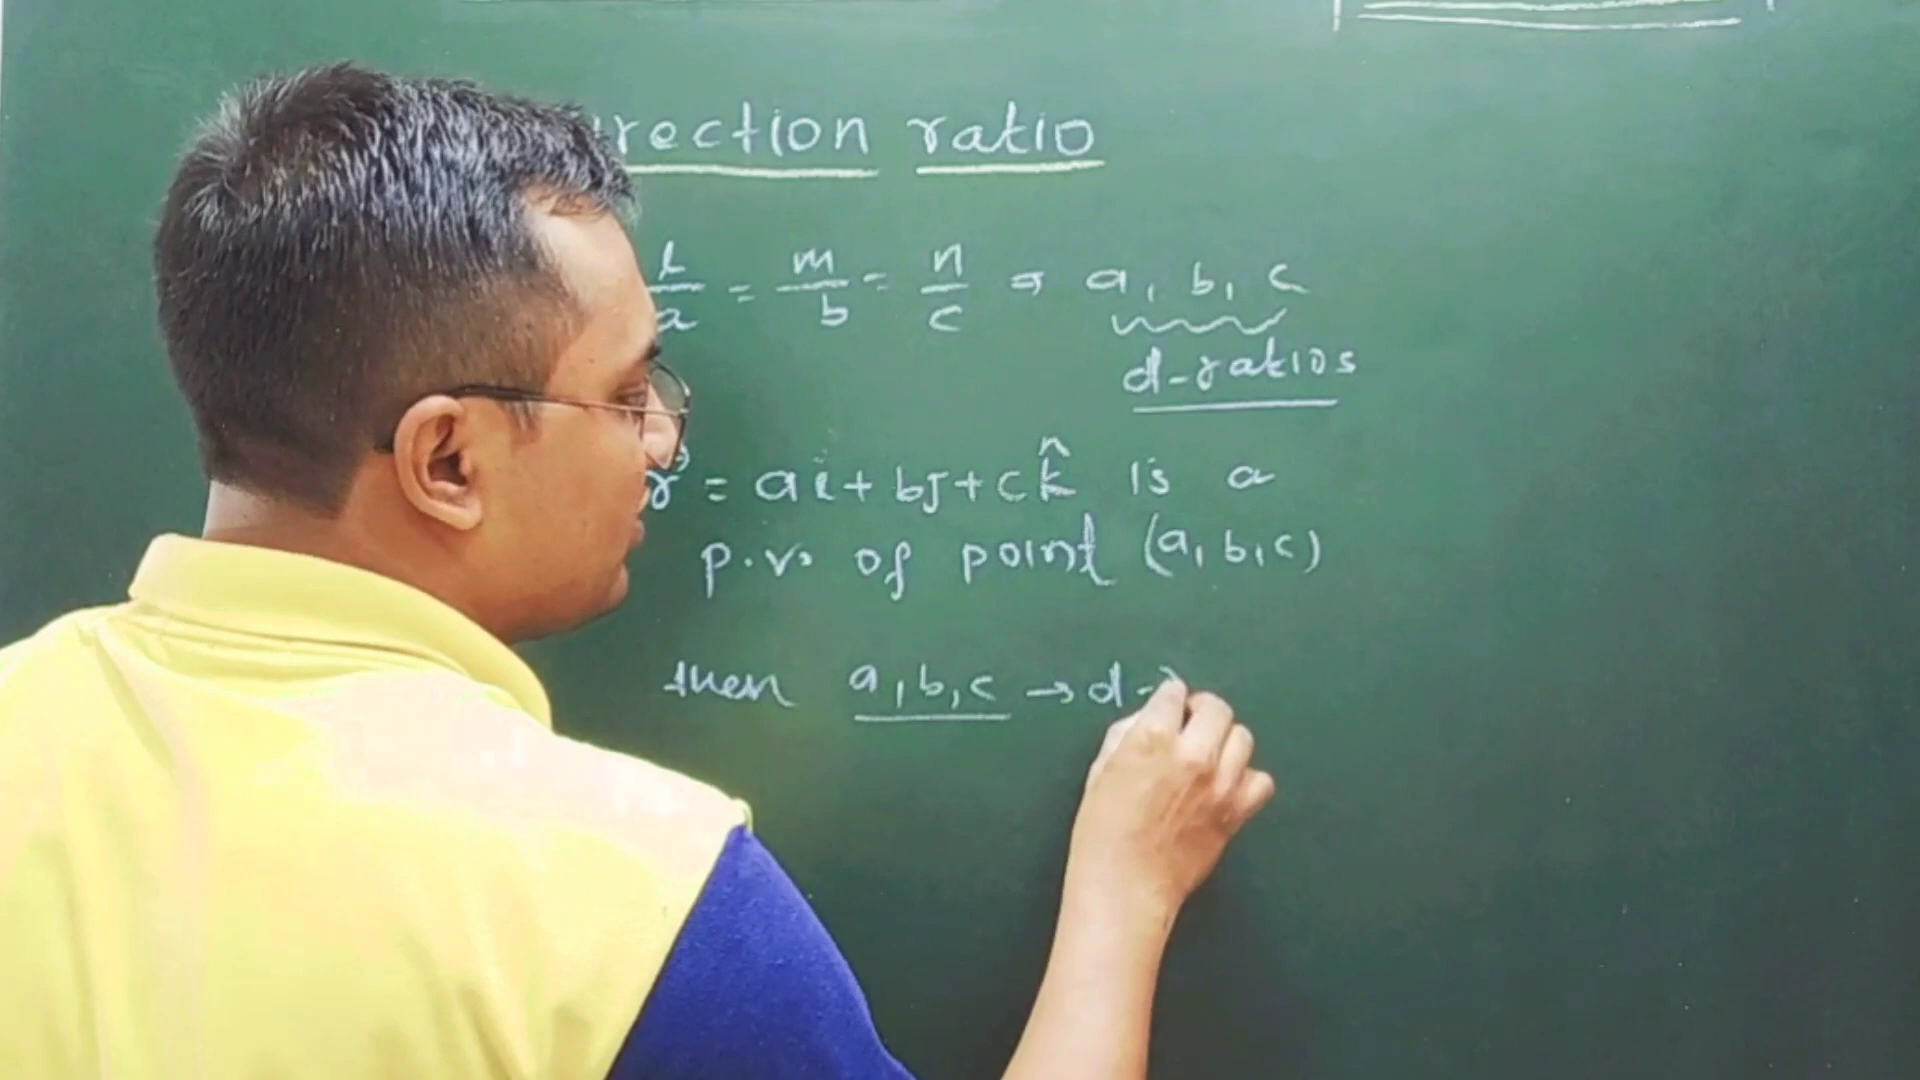 rection ratio
l/a = m/b = n/c ⇒ a, b, c
d-ratios
r⃗ = ai + bj + ck̂ is a
p.v. of point (a, b, c)
then a, b, c → d-